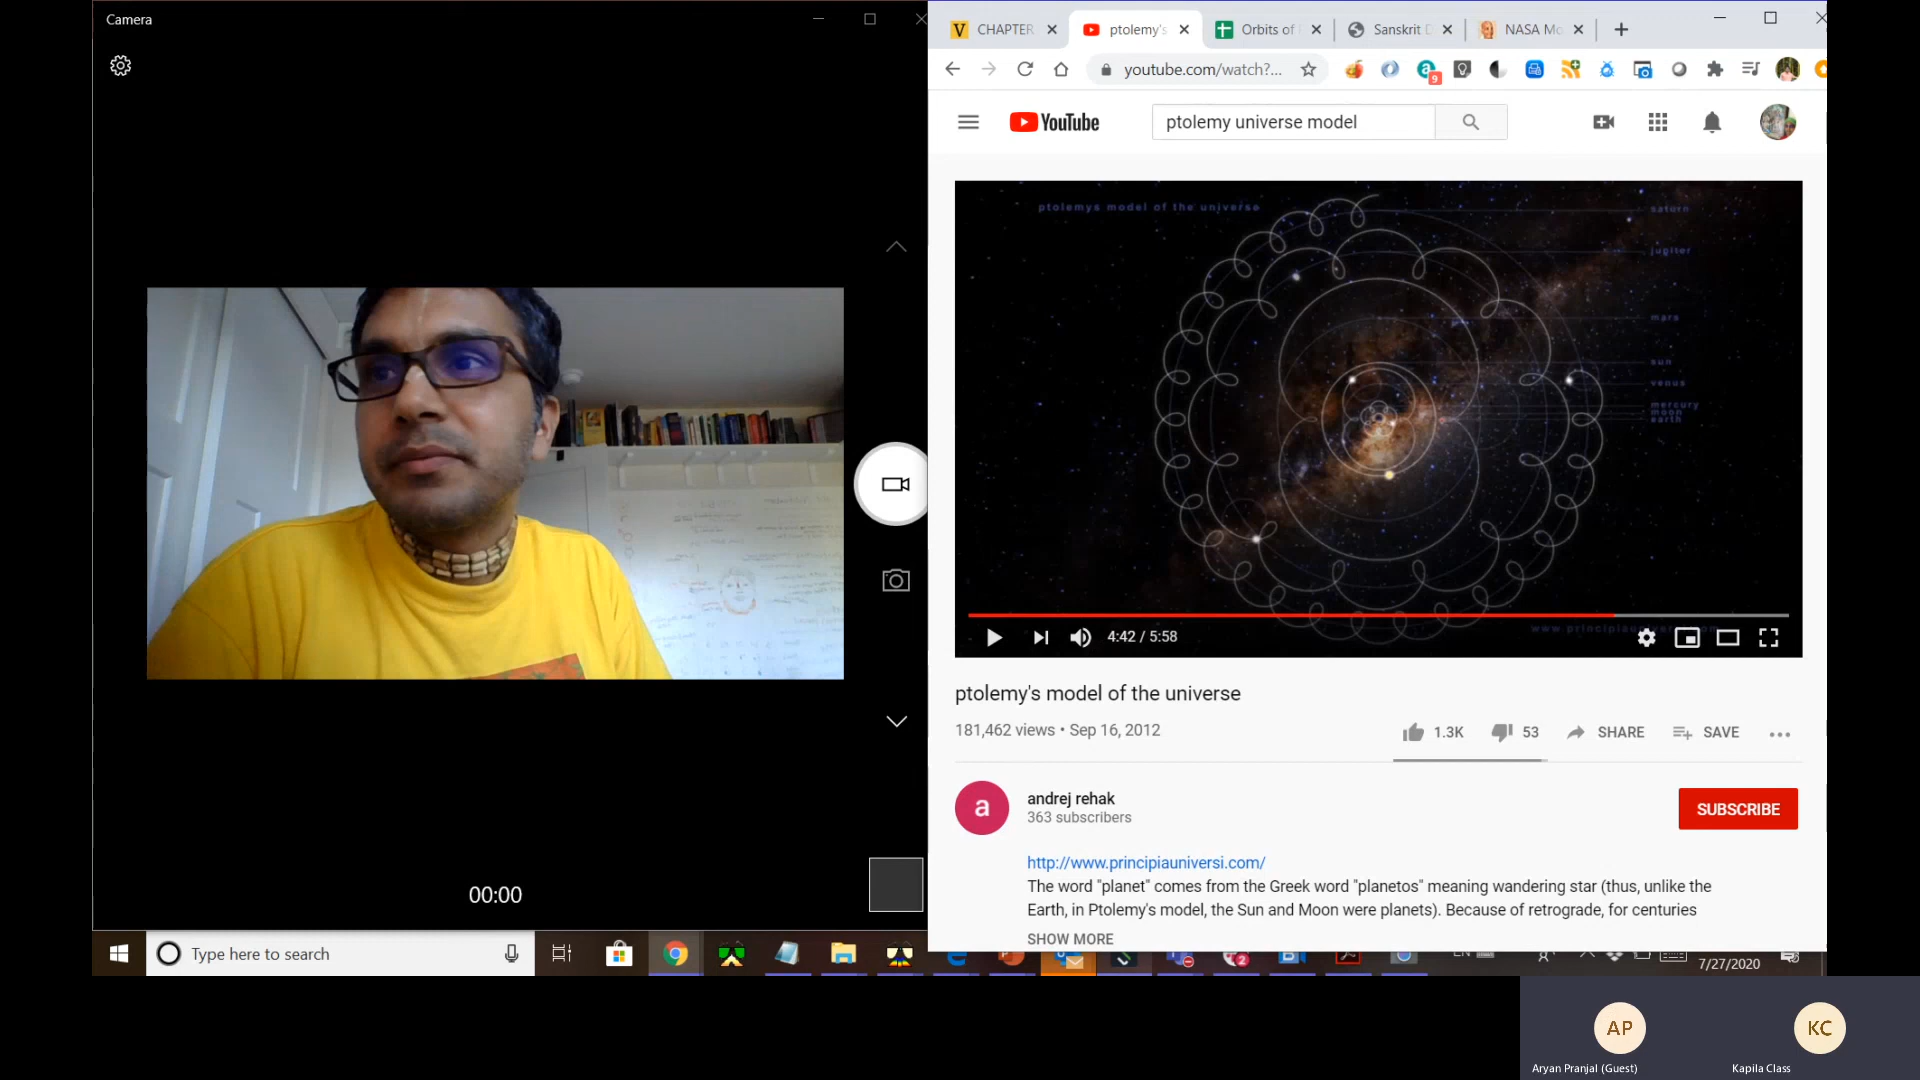 Camera
CHAPTER
ptolemy's
Orbits of
Sanskrit D
NASA Mo
youtube.com/watch?...
9
YouTube
ptolemy universe model
ptolemys model of the universe
saturn
jupiter
mars
sun
venus
mercury
moon
earth
4:42 / 5:58
ptolemy's model of the universe
181,462 views • Sep 16, 2012
1.3K
53
SHARE
SAVE
a
andrej rehak
363 subscribers
SUBSCRIBE
http://www.principiauniversi.com/
The word "planet" comes from the Greek word "planetos" meaning wandering star (thus, unlike the
Earth, in Ptolemy's model, the Sun and Moon were planets). Because of retrograde, for centuries
SHOW MORE
00:00
Type here to search
2
7/27/2020
AP
KC
Aryan Pranjal (Guest)
Kapila Class